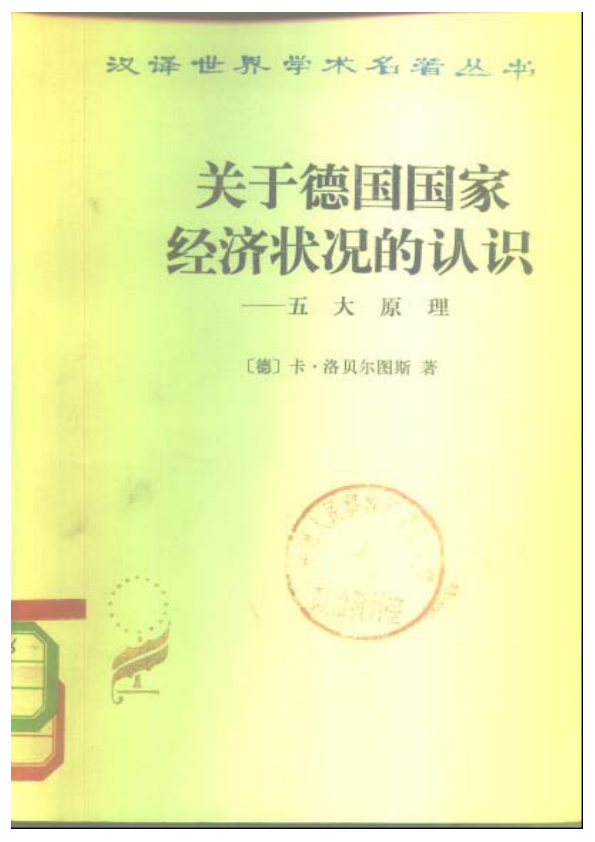 汉译世界学术名著丛书
关于德国国家
经济状况的认识
——五大原理
〔德〕卡·洛贝尔图斯 著